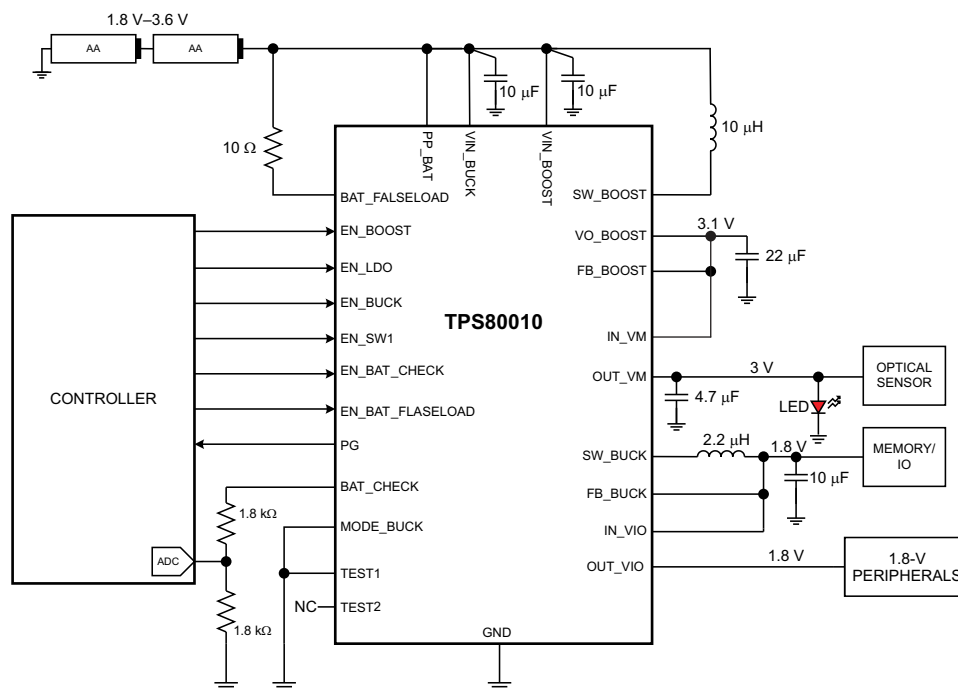 1.8 V–3.6 V
AA
AA
10 μF
10 μF
10 μH
10 Ω
PP_BAT
VIN_BUCK
VIN_BOOST
BAT_FALSELOAD
SW_BOOST
EN_BOOST
VO_BOOST
3.1 V
22 μF
EN_LDO
FB_BOOST
EN_BUCK
TPS80010
EN_SW1
IN_VM
EN_BAT_CHECK
OUT_VM
3 V
OPTICAL
SENSOR
CONTROLLER
4.7 μF
LED
EN_BAT_FLASELOAD
PG
2.2 μH
SW_BUCK
1.8 V
MEMORY/
IO
10 μF
BAT_CHECK
FB_BUCK
1.8 kΩ
MODE_BUCK
IN_VIO
ADC
TEST1
OUT_VIO
1.8 V
1.8-V
PERIPHERALS
NC
TEST2
1.8 kΩ
GND